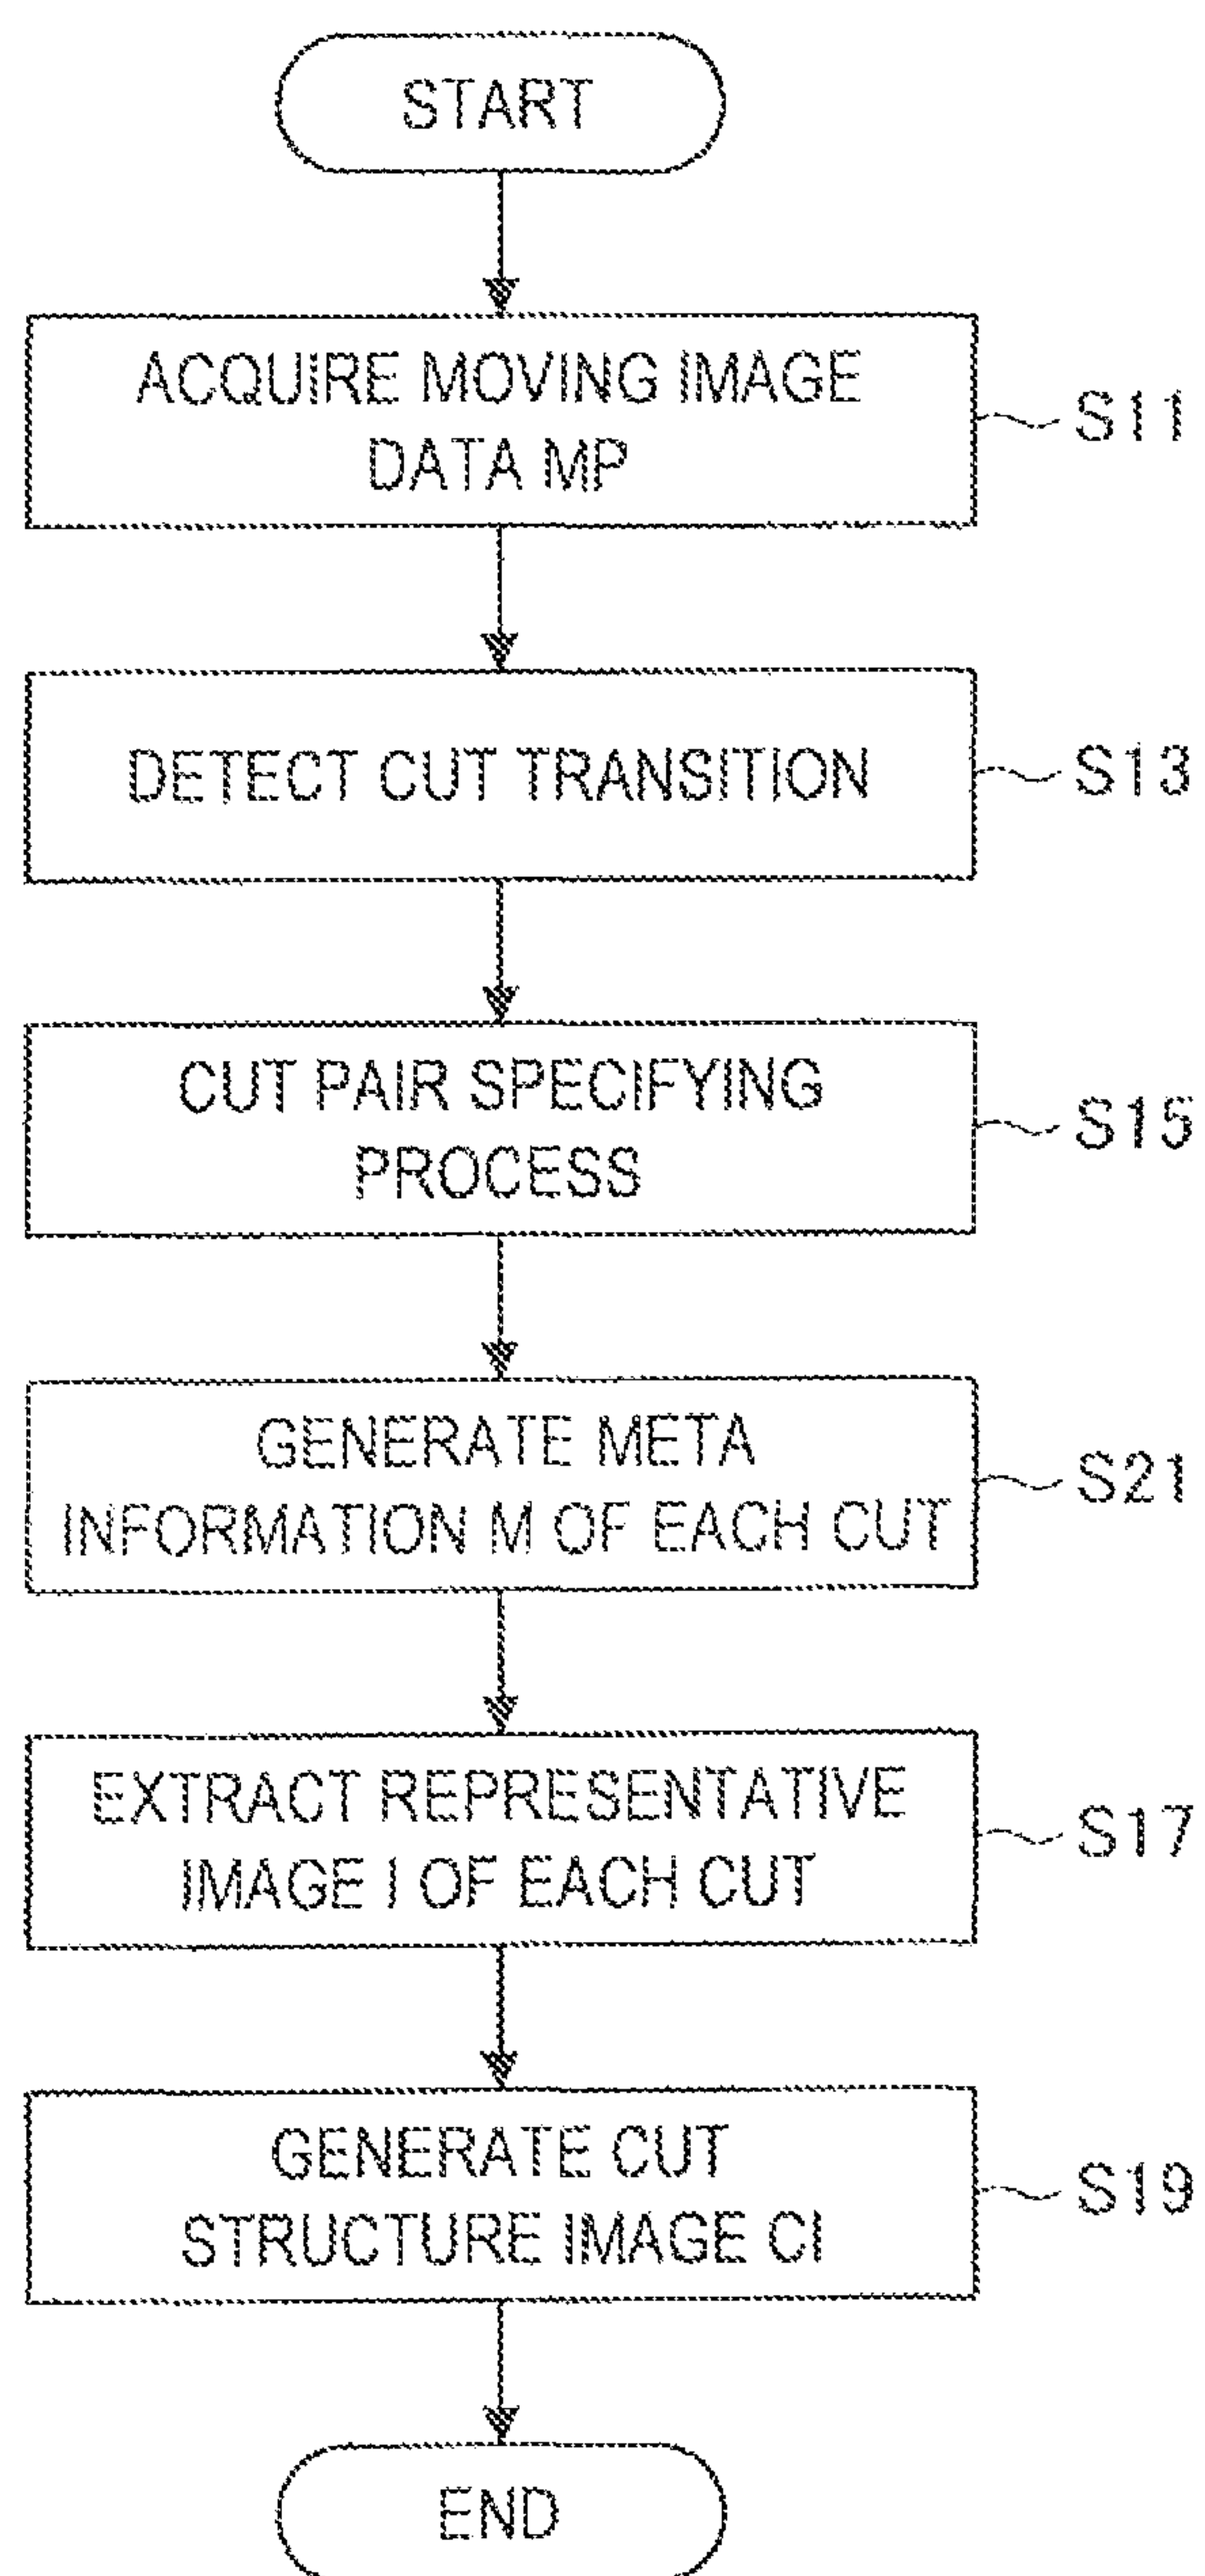 START
ACQUIRE MOVING IMAGE
DATA MP
S11
DETECT CUT TRANSITION
S13
CUT PAIR SPECIFYING
PROCESS
S15
GENERATE META
INFORMATION M OF EACH CUT
S21
EXTRACT REPRESENTATIVE
IMAGE I OF EACH CUT
S17
GENERATE CUT
STRUCTURE IMAGE CI
S19
END